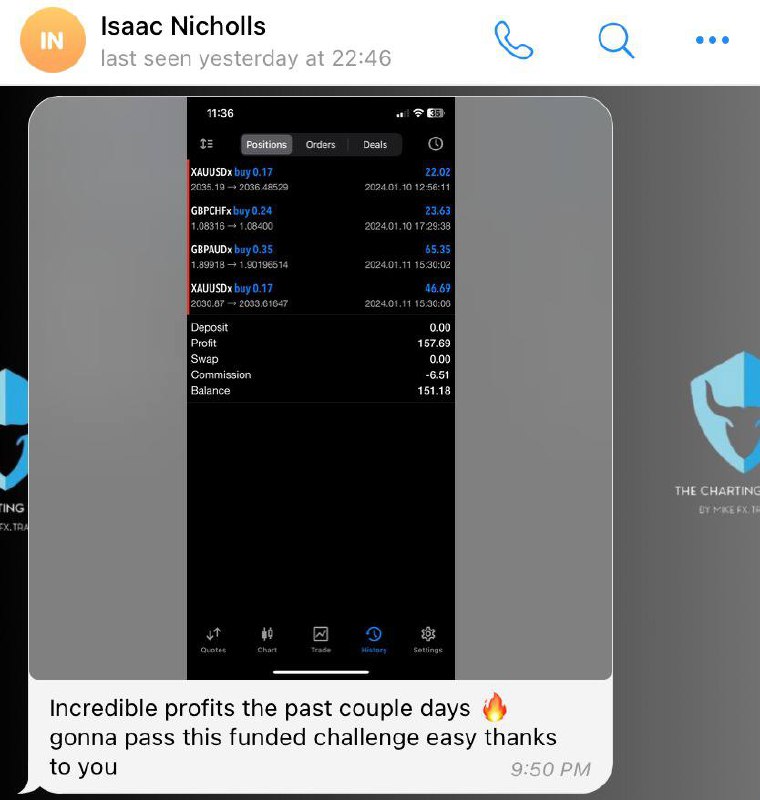 IN
Isaac Nicholls
last seen yesterday at 22:46
11:36
35
Positions
Orders
Deals
XAUUSDx buy 0.17
22.02
2035.19 → 2036.48529
2024.01.10 12:56:11
GBPCHFx buy 0.24
23.63
1.08316 → 1.08400
2024.01.10 17:29:38
GBPAUDx buy 0.35
65.35
1.89918 → 1.90196514
2024.01.11 15:30:02
XAUUSDx buy 0.17
46.69
2030.87 → 2033.61647
2024.01.11 15:30:06
Deposit
0.00
Profit
157.69
Swap
0.00
Commission
-6.51
Balance
151.18
Quotes
Chart
Trade
History
Settings
Incredible profits the past couple days 🔥
gonna pass this funded challenge easy thanks
to you
9:50 PM
TING
FX.TRA
THE CHARTING
BY MIKE FX.TR